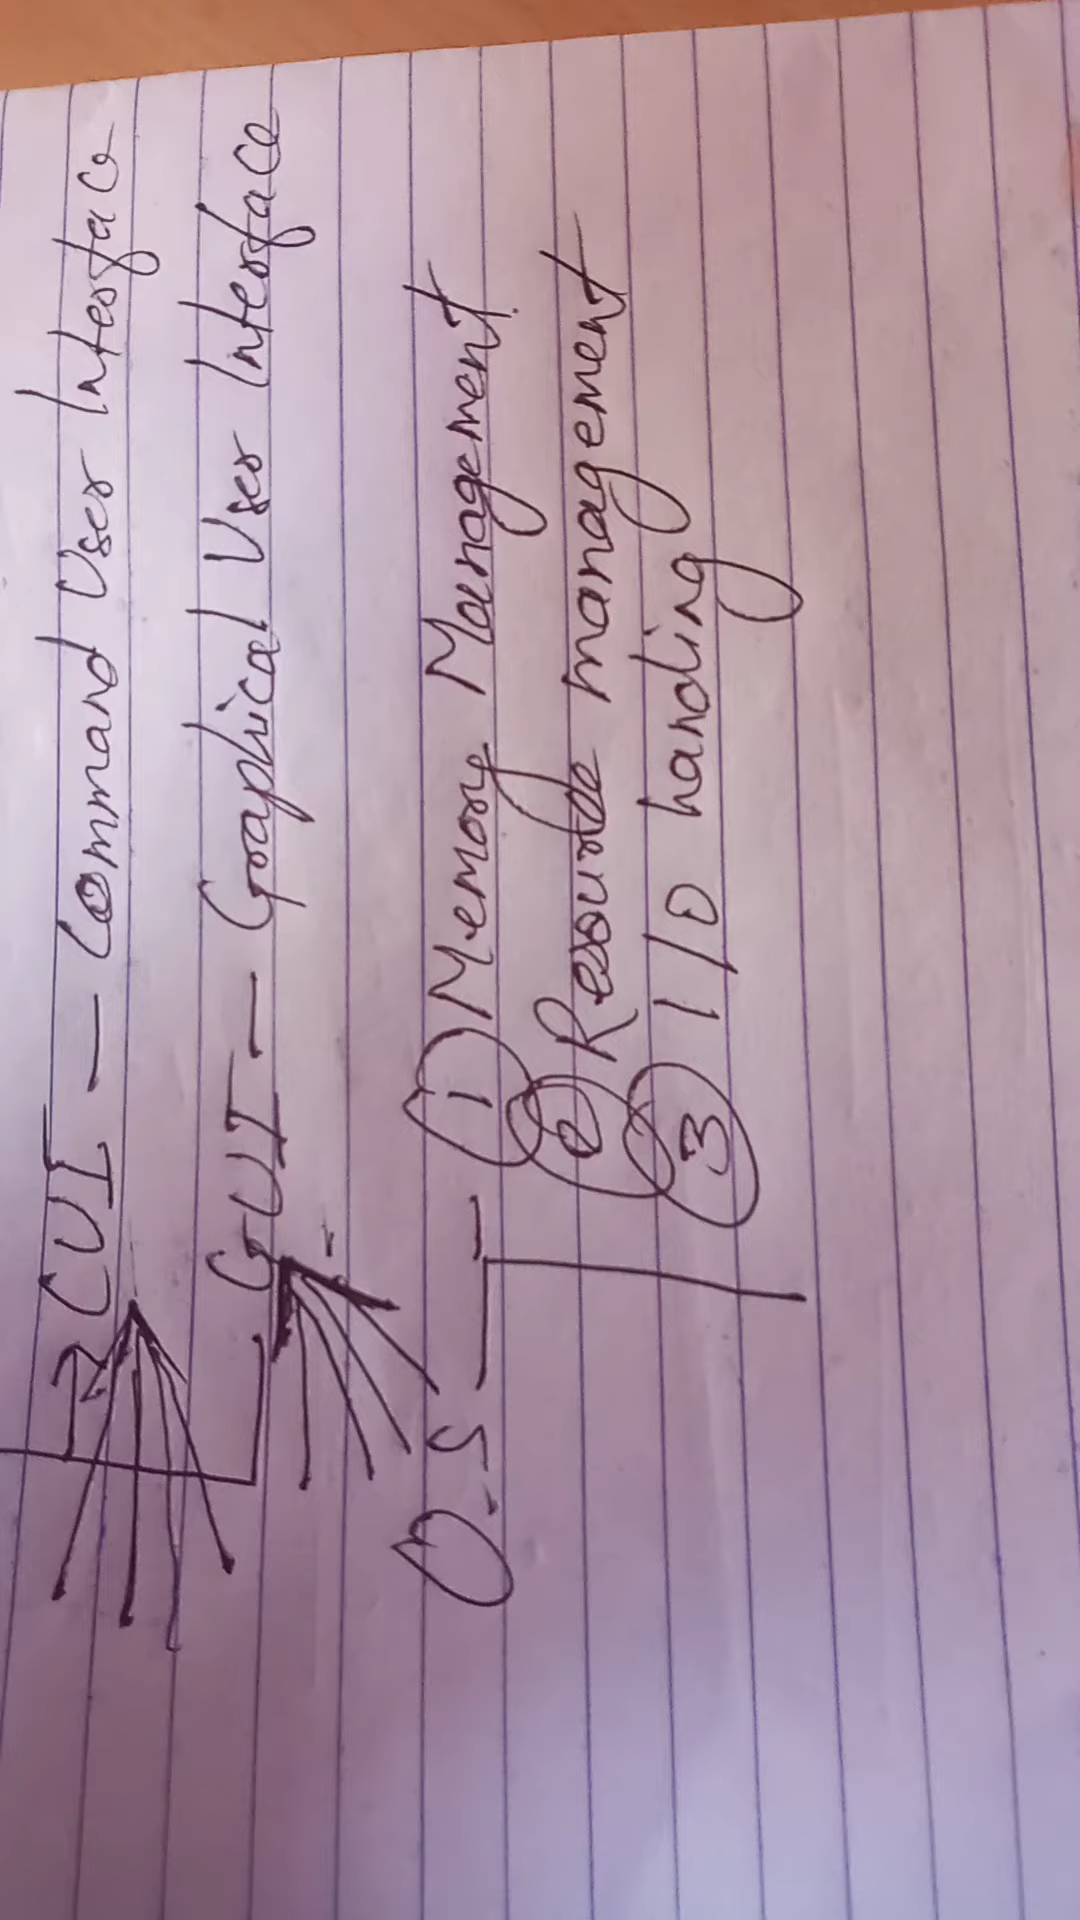 CUI - Command User Interface
GUI - Graphical User Interface
O.S - ① Memory Management
② Resource management
③ I/O handling